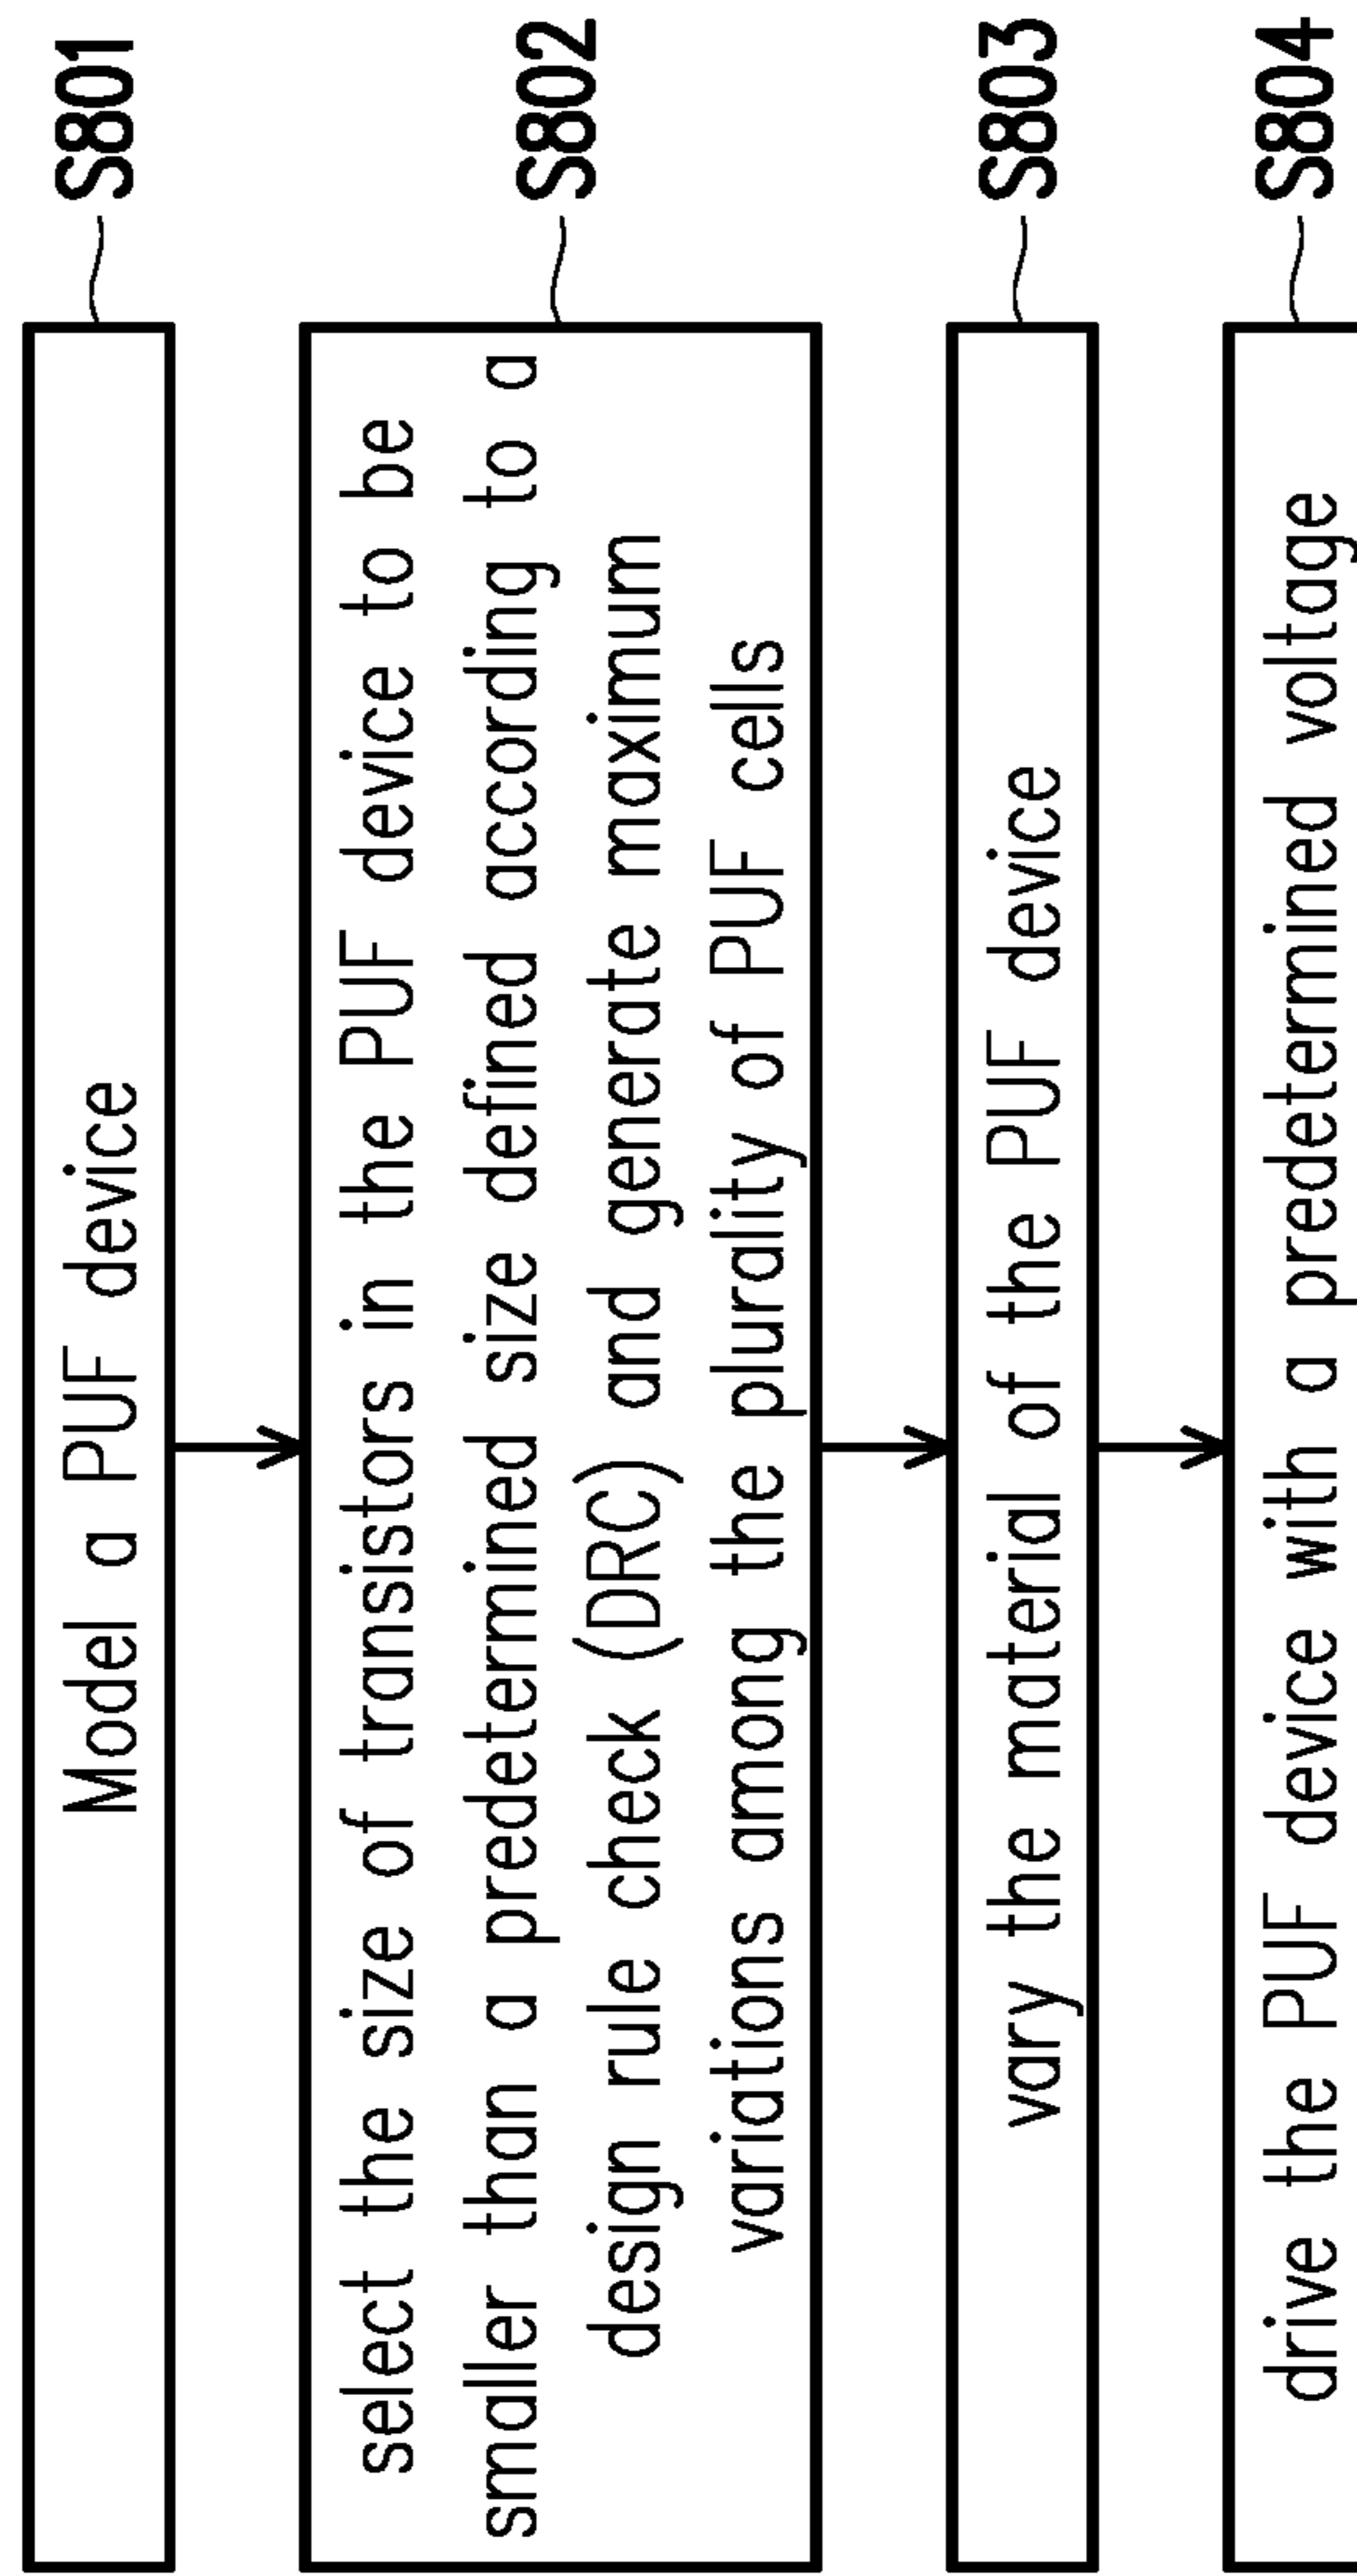 Model a PUF device
S801
select the size of transistors in the PUF device to be
smaller than a predetermined size defined according to a
design rule check (DRC) and generate maximum
variations among the plurality of PUF cells
S802
vary the material of the PUF device
S803
drive the PUF device with a predetermined voltage
S804